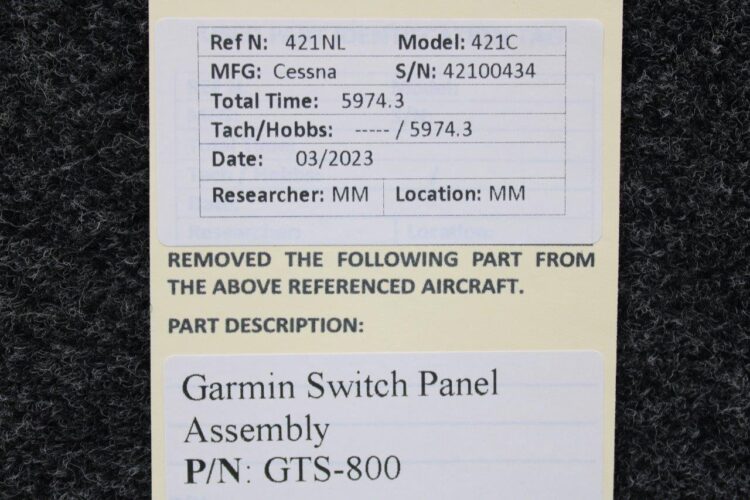 Ref N: 421NL Model: 421C
MFG: Cessna S/N: 42100434
Total Time: 5974.3
Tach/Hobbs: ----- / 5974.3
Date: 03/2023
Researcher: MM Location: MM
REMOVED THE FOLLOWING PART FROM
THE ABOVE REFERENCED AIRCRAFT.
PART DESCRIPTION:
Garmin Switch Panel
Assembly
P/N: GTS-800